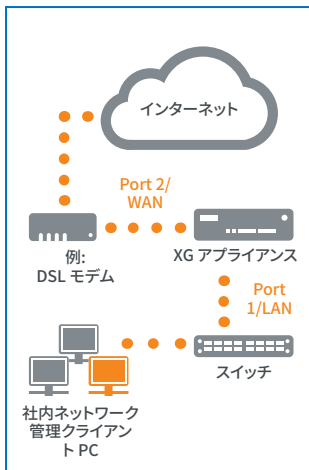 インターネット
Port 2/
WAN
例:
DSL モデム
XG アプライアンス
Port
1/LAN
スイッチ
社内ネットワーク
管理クライアン
ト PC